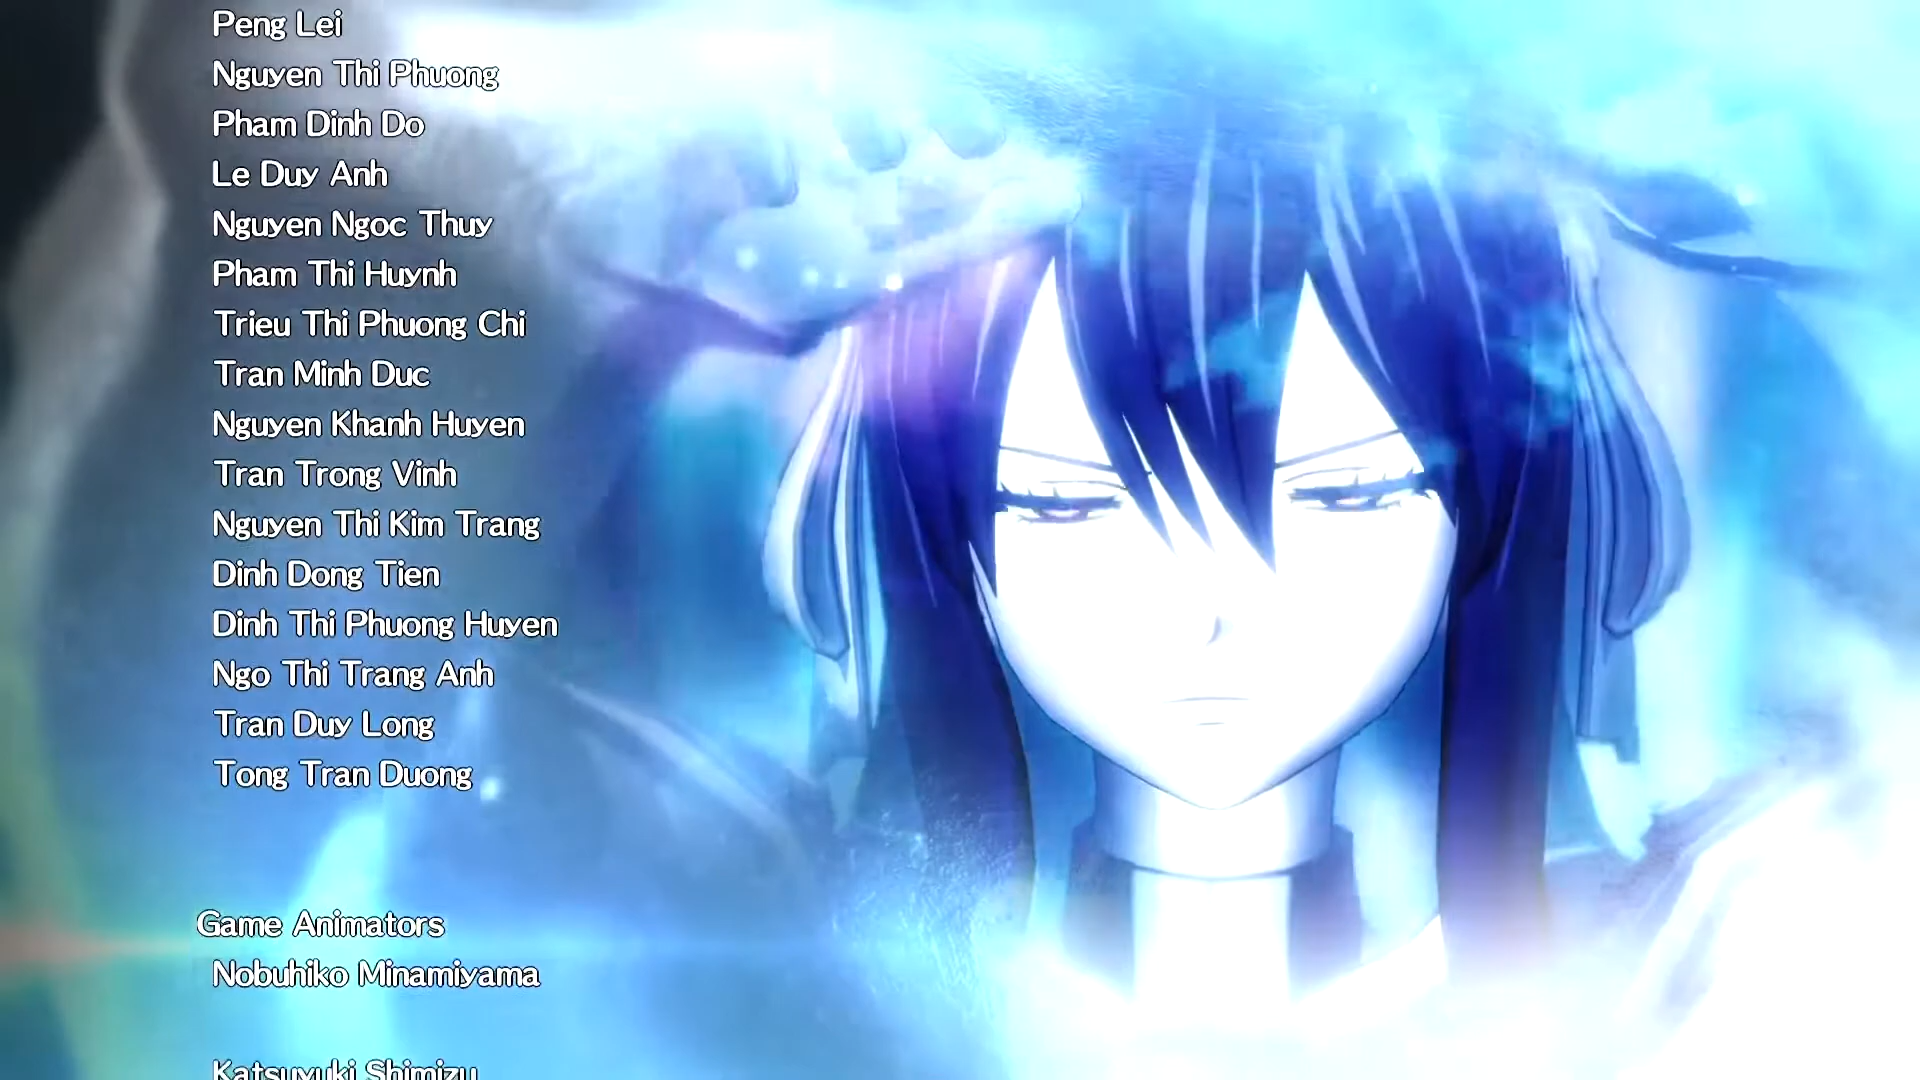 Peng Lei
Nguyen Thi Phuong
Pham Dinh Do
Le Duy Anh
Nguyen Ngoc Thuy
Pham Thi Huynh
Trieu Thi Phuong Chi
Tran Minh Duc
Nguyen Khanh Huyen
Tran Trong Vinh
Nguyen Thi Kim Trang
Dinh Dong Tien
Dinh Thi Phuong Huyen
Ngo Thi Trang Anh
Tran Duy Long
Tong Tran Duong
Game Animators
Nobuhiko Minamiyama
Katsuyuki Shimizu